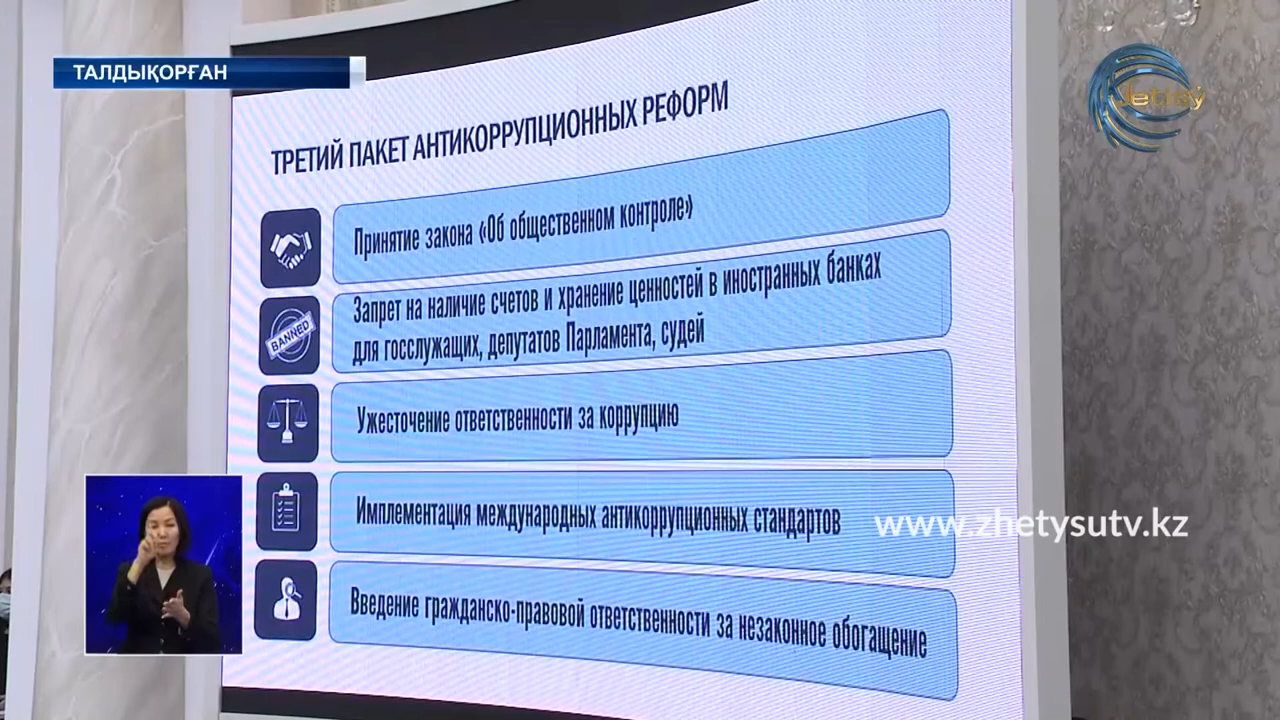 ТАЛДЫҚОРҒАН
Jetisý
ТРЕТИЙ ПАКЕТ АНТИКОРРУПЦИОННЫХ РЕФОРМ
Принятие закона «Об общественном контроле»
BANNED
Запрет на наличие счетов и хранение ценностей в иностранных банках
для госслужащих, депутатов Парламента, судей
Ужесточение ответственности за коррупцию
Имплементация международных антикоррупционных стандартов
www.zhetysutv.kz
Введение гражданско-правовой ответственности за незаконное обогащение